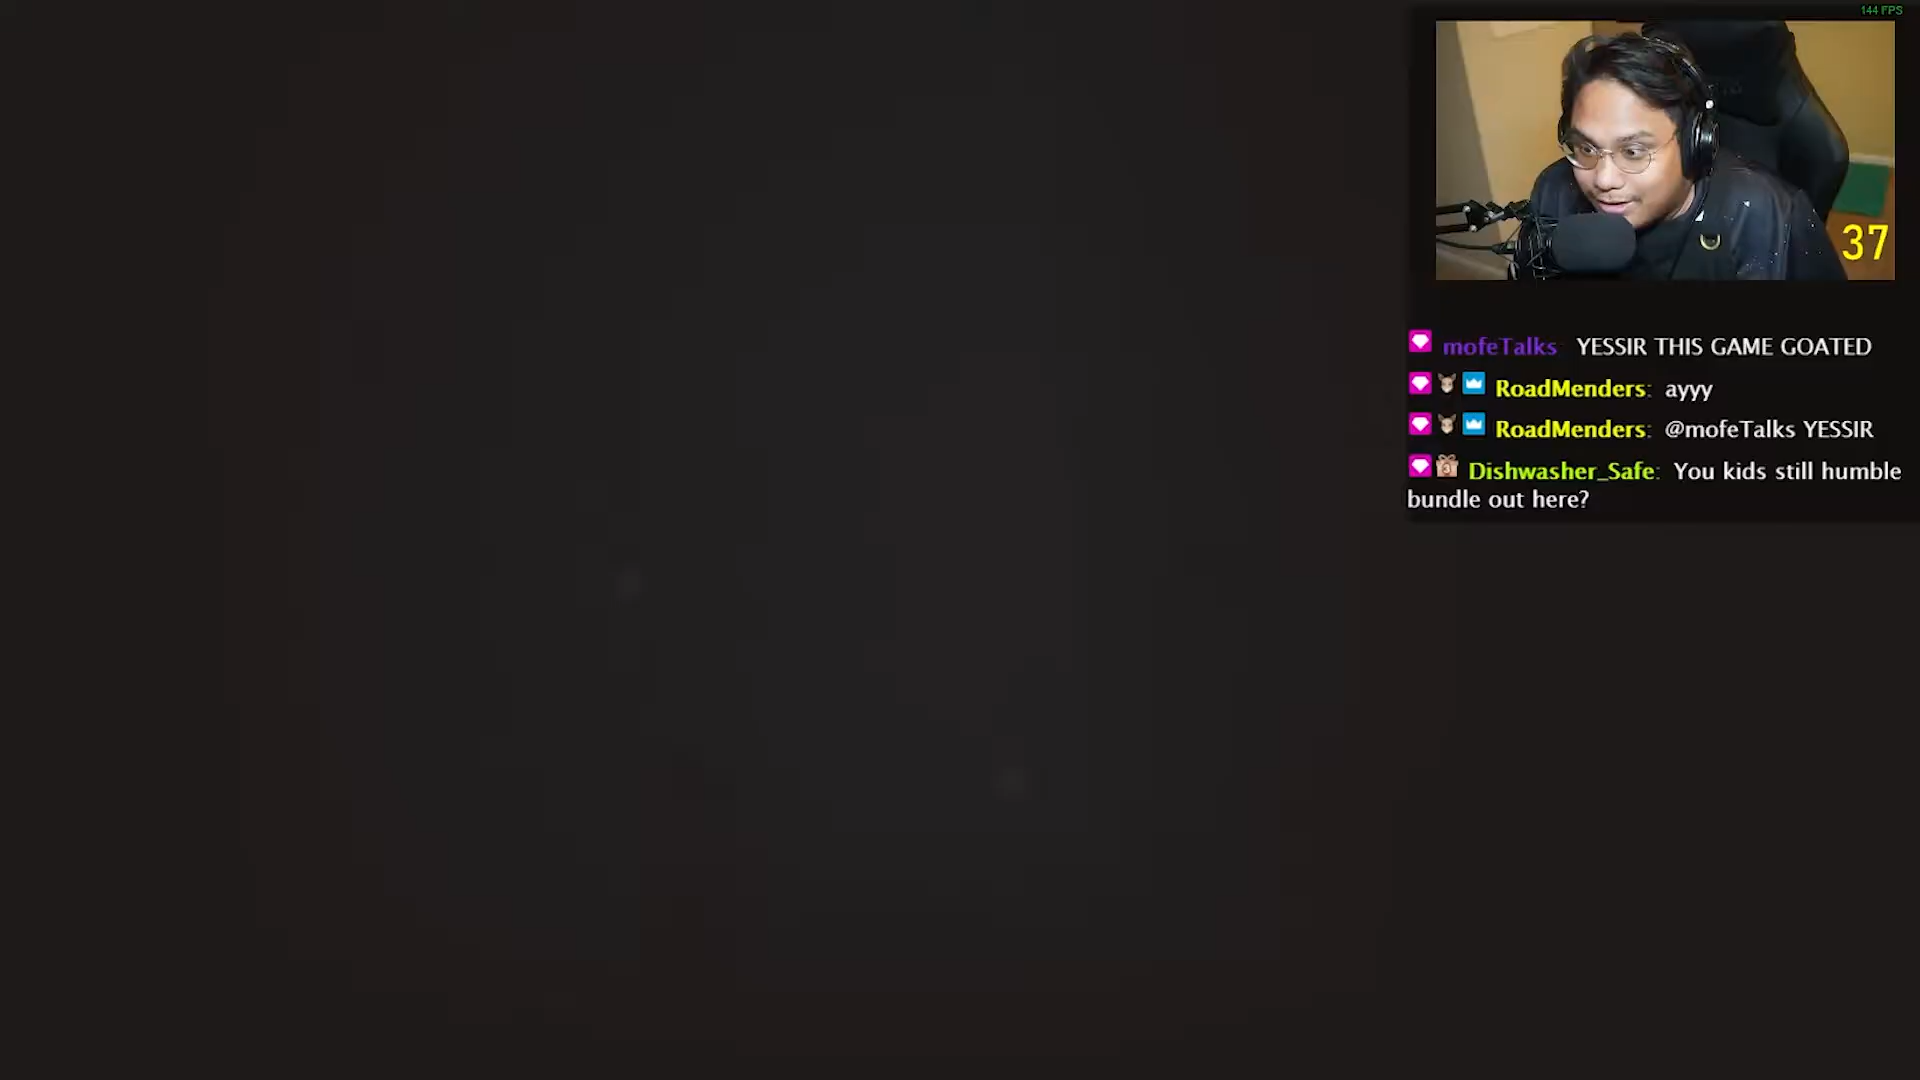 144 FPS
37
mofeTalks YESSIR THIS GAME GOATED
RoadMenders: ayyy
RoadMenders: @mofeTalks YESSIR
3 Dishwasher_Safe: You kids still humble
bundle out here?